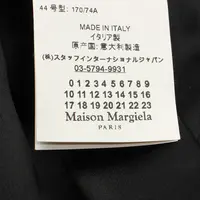 44 号型: 170/74A
MADE IN ITALY
イタリア製
原产国: 意大利製造
(株)スタッフインターナショナルジャパン
03-5794-9931
0 1 2 3 4 5 6 7 8 9
10 11 12 13 14 15 16
17 18 19 20 21 22 23
Maison Margiela
PARIS